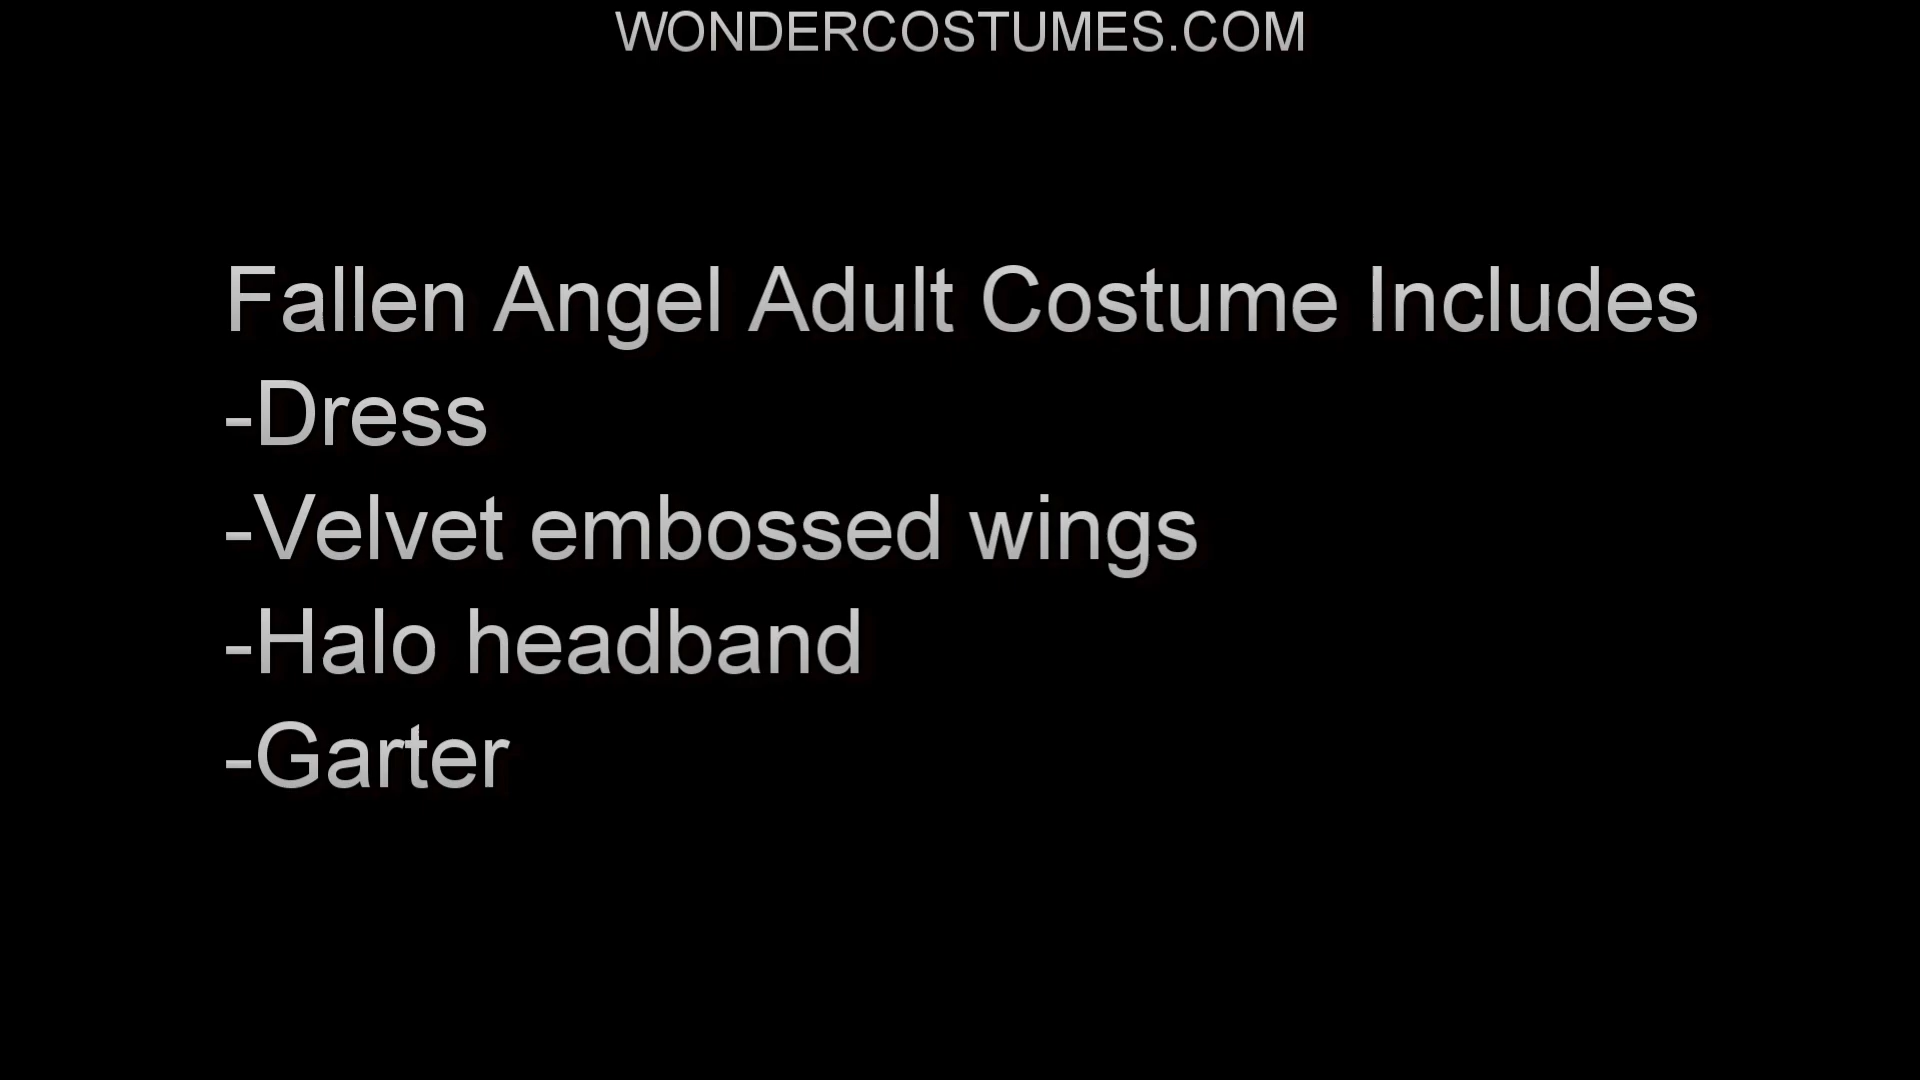 WONDERCOSTUMES.COM
Fallen Angel Adult Costume Includes
-Dress
-Velvet embossed wings
-Halo headband
-Garter